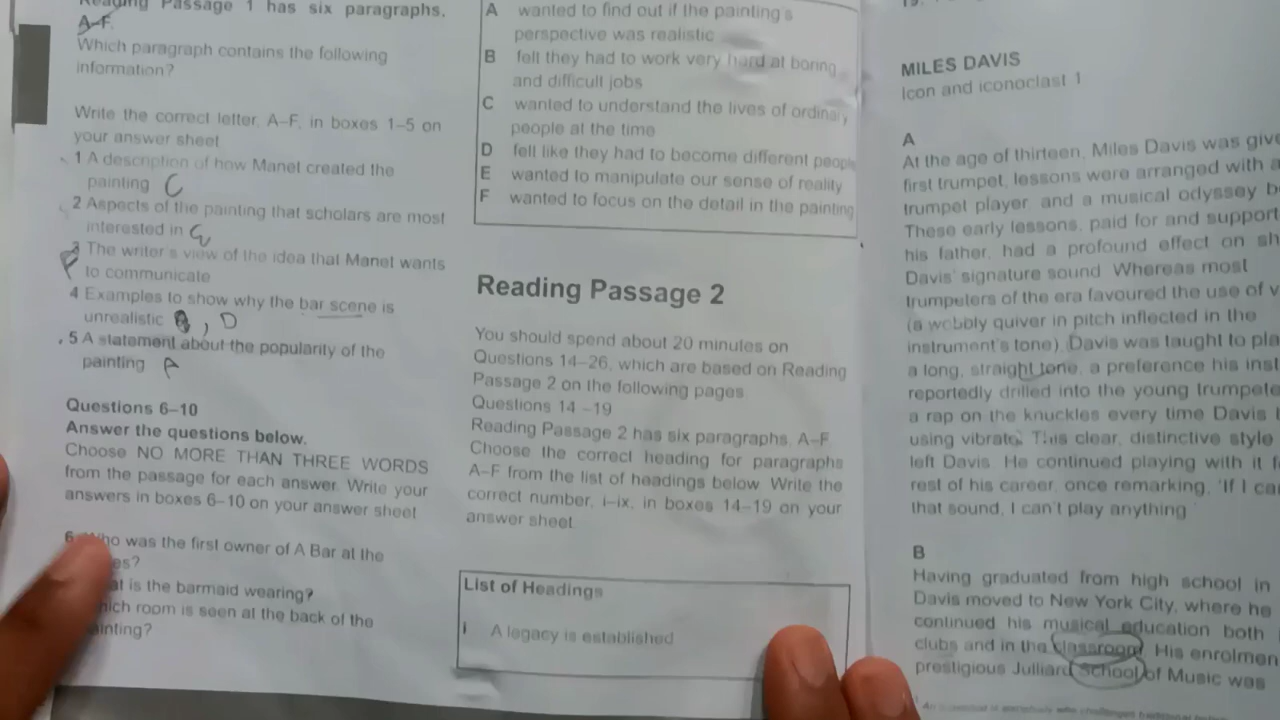 Reading Passage 1 has six paragraphs,
A-F.
Which paragraph contains the following
information?
Write the correct letter, A-F, in boxes 1-5 on
your answer sheet.
1 A description of how Manet created the
painting C
2 Aspects of the painting that scholars are most
interested in
3 The writer's view of the idea that Manet wants
to communicate
4 Examples to show why the bar scene is
unrealistic , D
5 A statement about the popularity of the
painting A
Questions 6-10
Answer the questions below.
Choose NO MORE THAN THREE WORDS
from the passage for each answer. Write your
answers in boxes 6-10 on your answer sheet
6 Who was the first owner of A Bar at the
es?
at is the barmaid wearing?
hich room is seen at the back of the
ainting?
A wanted to find out if the painting's
perspective was realistic
B felt they had to work very hard at boring
and difficult jobs
C wanted to understand the lives of ordinary
people at the time
D felt like they had to become different people
E wanted to manipulate our sense of reality
F wanted to focus on the detail in the painting
Reading Passage 2
You should spend about 20 minutes on
Questions 14-26, which are based on Reading
Passage 2 on the following pages.
Questions 14 -19
Reading Passage 2 has six paragraphs, A-F.
Choose the correct heading for paragraphs
A-F from the list of headings below. Write the
correct number, i-ix, in boxes 14-19 on your
answer sheet.
List of Headings
i A legacy is established
MILES DAVIS
Icon and iconoclast 1
A
At the age of thirteen, Miles Davis was give
first trumpet, lessons were arranged with a
trumpet player, and a musical odyssey b
These early lessons, paid for and support
his father, had a profound effect on sh
Davis' signature sound. Whereas most
trumpeters of the era favoured the use of v
(a wobbly quiver in pitch inflected in the
instrument's tone), Davis was taught to pla
a long, straight tone, a preference his inst
reportedly drilled into the young trumpete
a rap on the knuckles every time Davis
using vibrato. This clear, distinctive style
left Davis. He continued playing with it f
rest of his career, once remarking, 'If I ca
that sound, I can't play anything.'
B
Having graduated from high school in
Davis moved to New York City, where he
continued his musical education both
clubs and in the classroom. His enrolmen
prestigious Julliard School of Music was